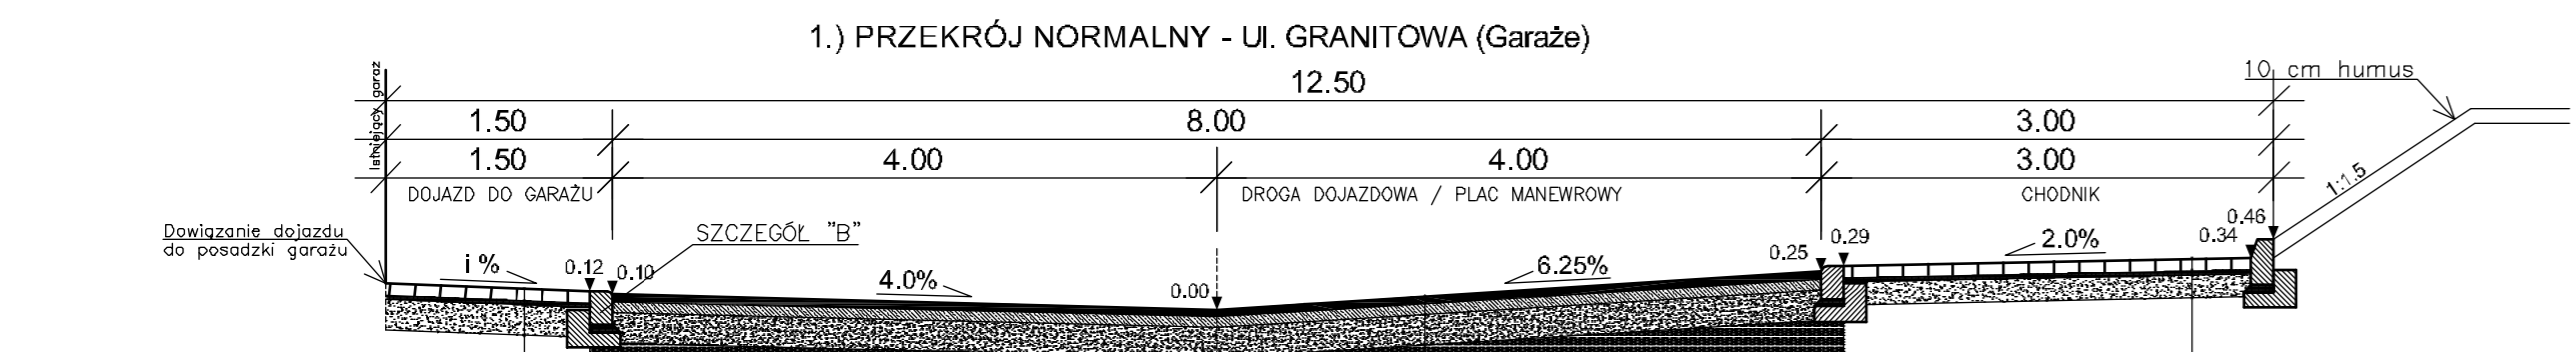 1.) PRZEKRÓJ NORMALNY - Ul. GRANITOWA (Garaże)
Istniejący garaż
12.50
10 cm humus
1.50
8.00
3.00
1.50
4.00
4.00
3.00
DOJAZD DO GARAŻU
DROGA DOJAZDOWA / PLAC MANEWROWY
CHODNIK
1:1.5
Dowiązanie dojazdu
do posadzki garażu
SZCZEGÓŁ "B"
i %
0.12
0.10
4.0%
0.00
6.25%
0.25
0.29
2.0%
0.34
0.46